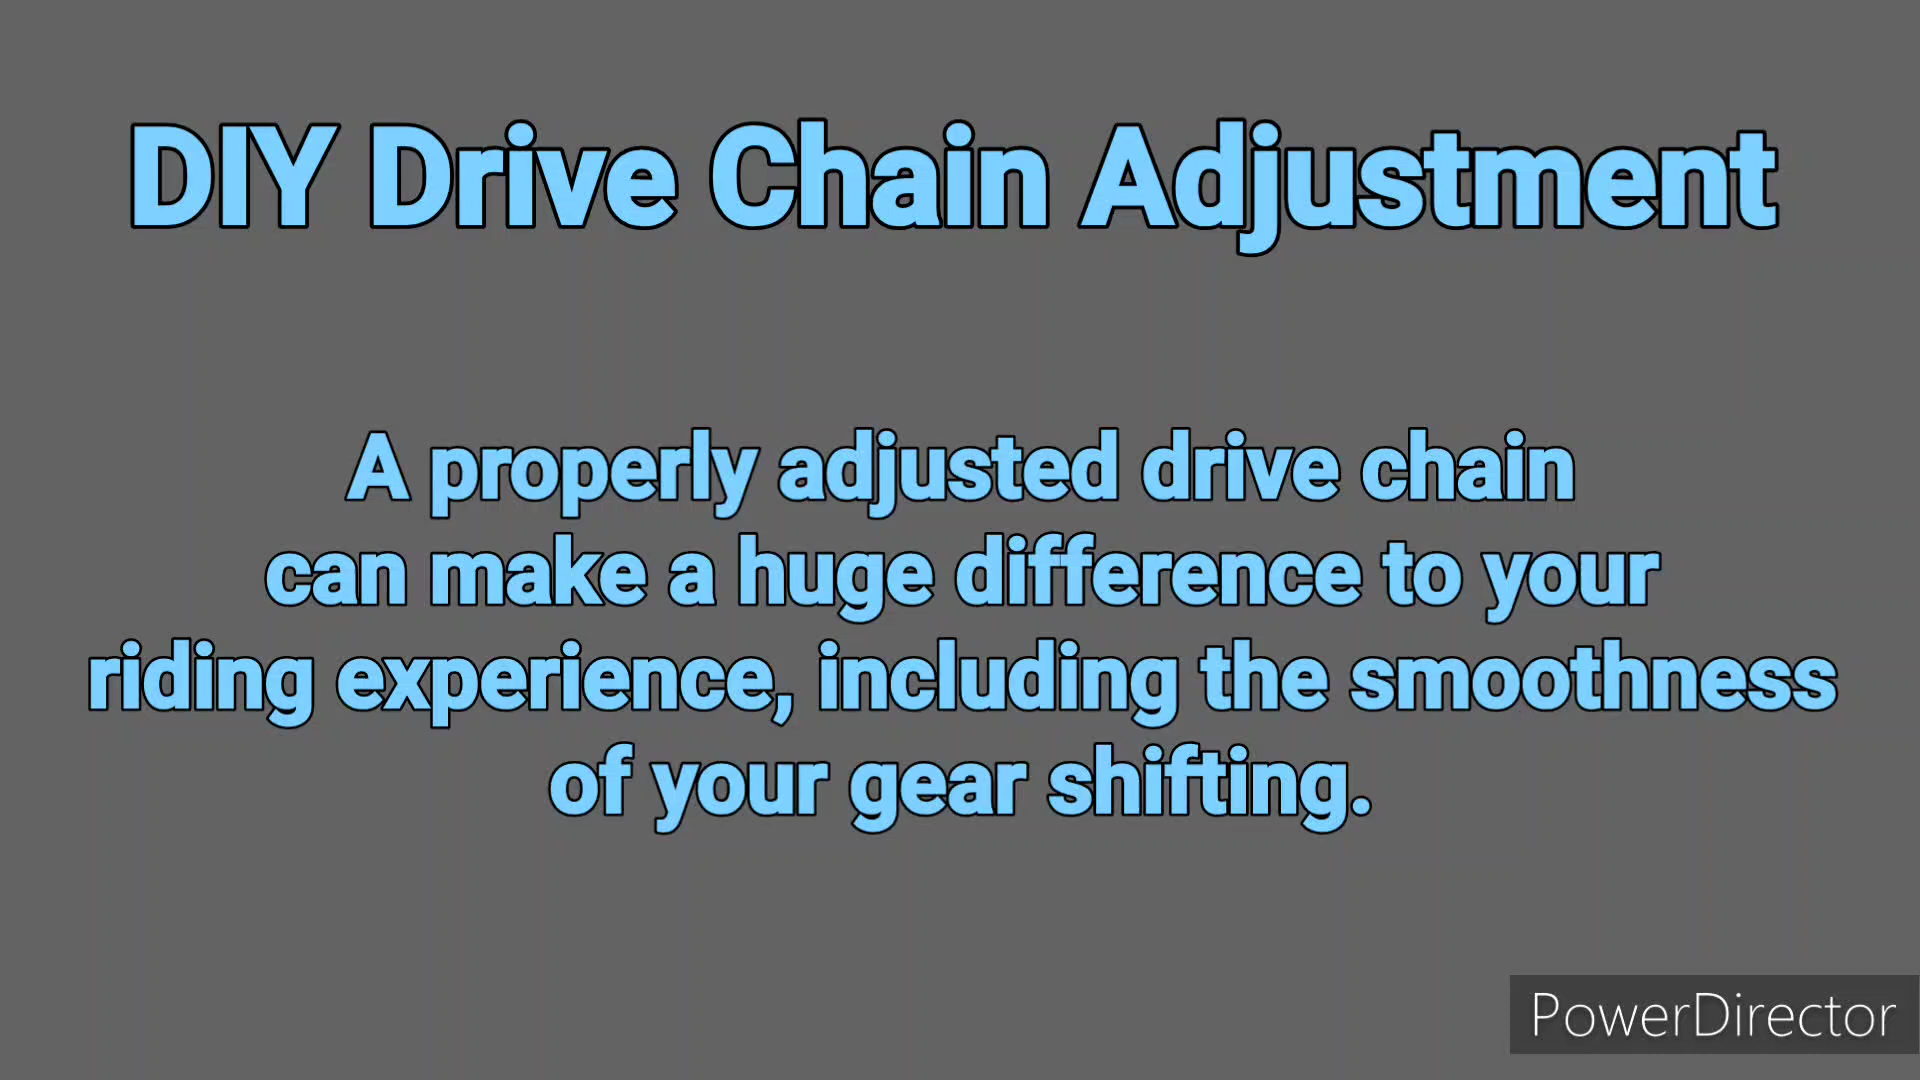 DIY Drive Chain Adjustment
A properly adjusted drive chain
can make a huge difference to your
riding experience, including the smoothness
of your gear shifting.
PowerDirector